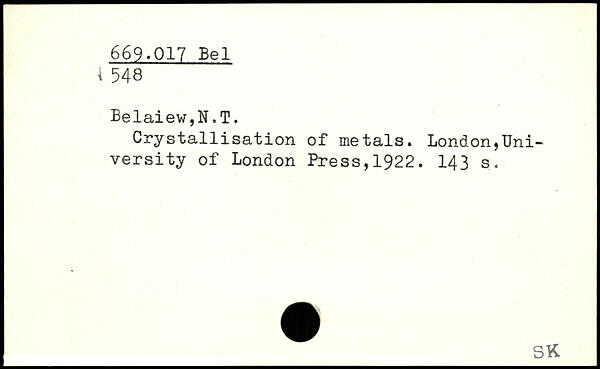 669.017 Bel
548
Belaiew,N.T.
Crystallisation of metals. London,Uni-
versity of London Press,1922. 143 s.
SK